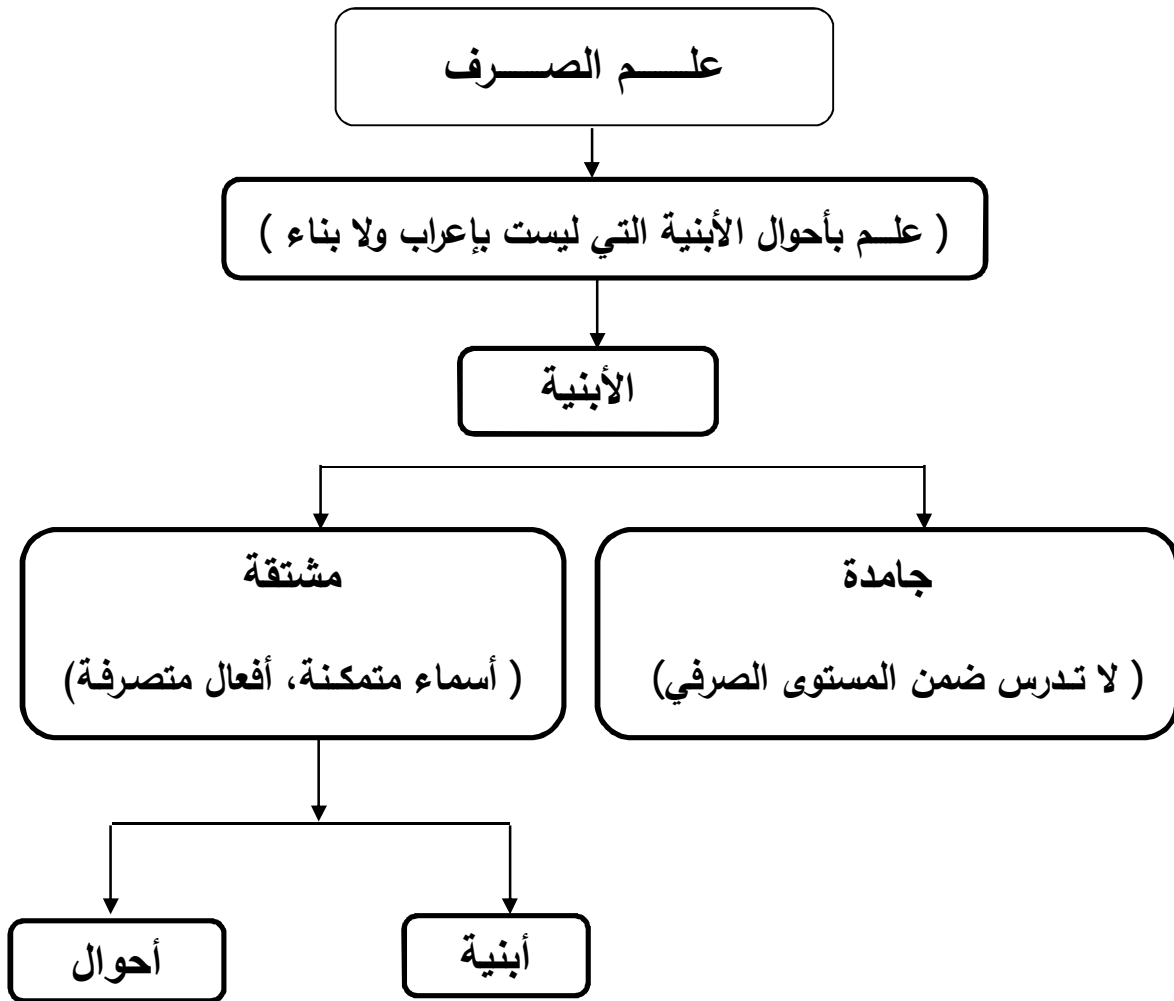 علم الصرف
( علم بأحوال الأبنية التي ليست بإعراب ولا بناء )
الأبنية
جامدة
( لا تدرس ضمن المستوى الصرفي)
مشتقة
( أسماء متمكنة، أفعال متصرفة)
أبنية
أحوال